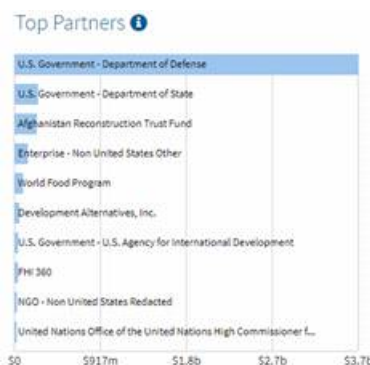 Top Partners i
U.S. Government - Department of Defense
U.S. Government - Department of State
Afghanistan Reconstruction Trust Fund
Enterprise - Non United States Other
World Food Program
Development Alternatives, Inc.
U.S. Government - U.S. Agency for International Development
FHI 360
NGO - Non United States Redacted
United Nations Office of the United Nations High Commissioner f...
$0 $917m $1.8b $2.7b $3.7b